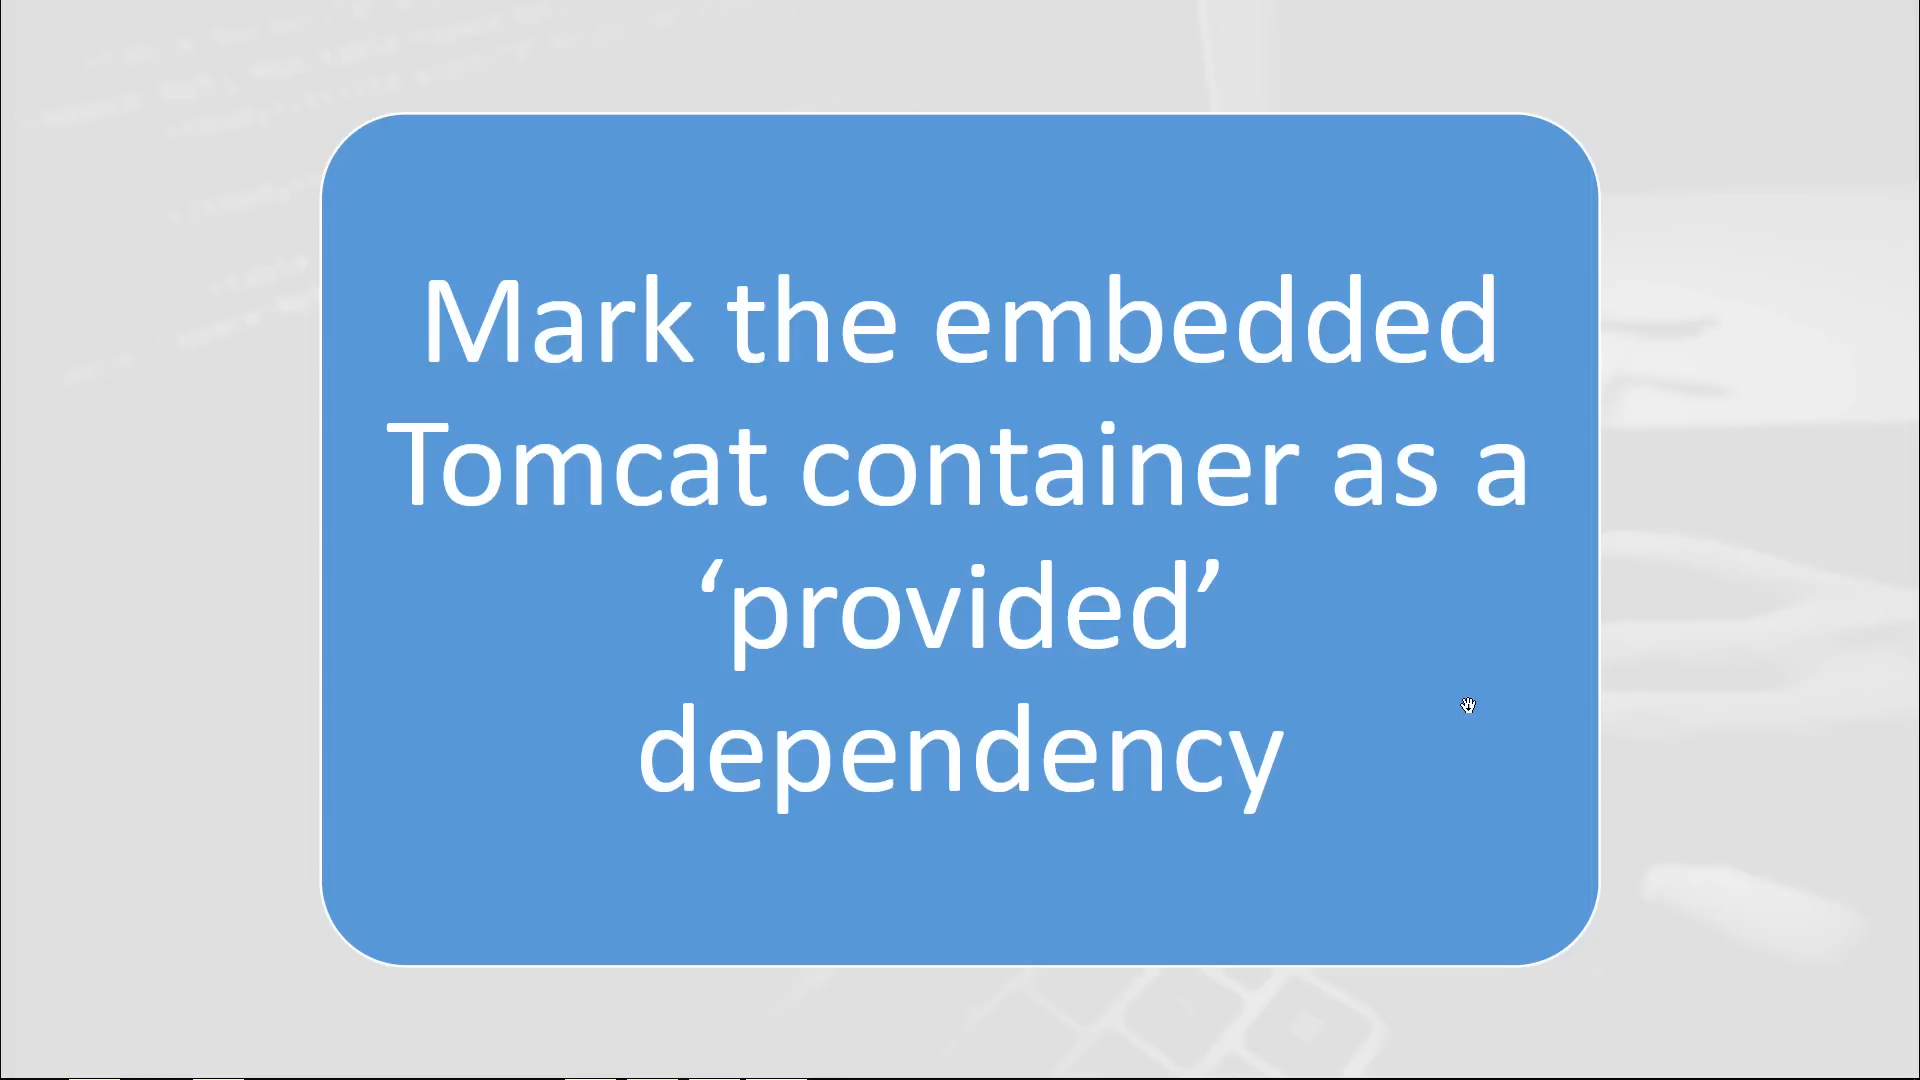 Mark the embedded
Tomcat container as a
‘provided’
dependency